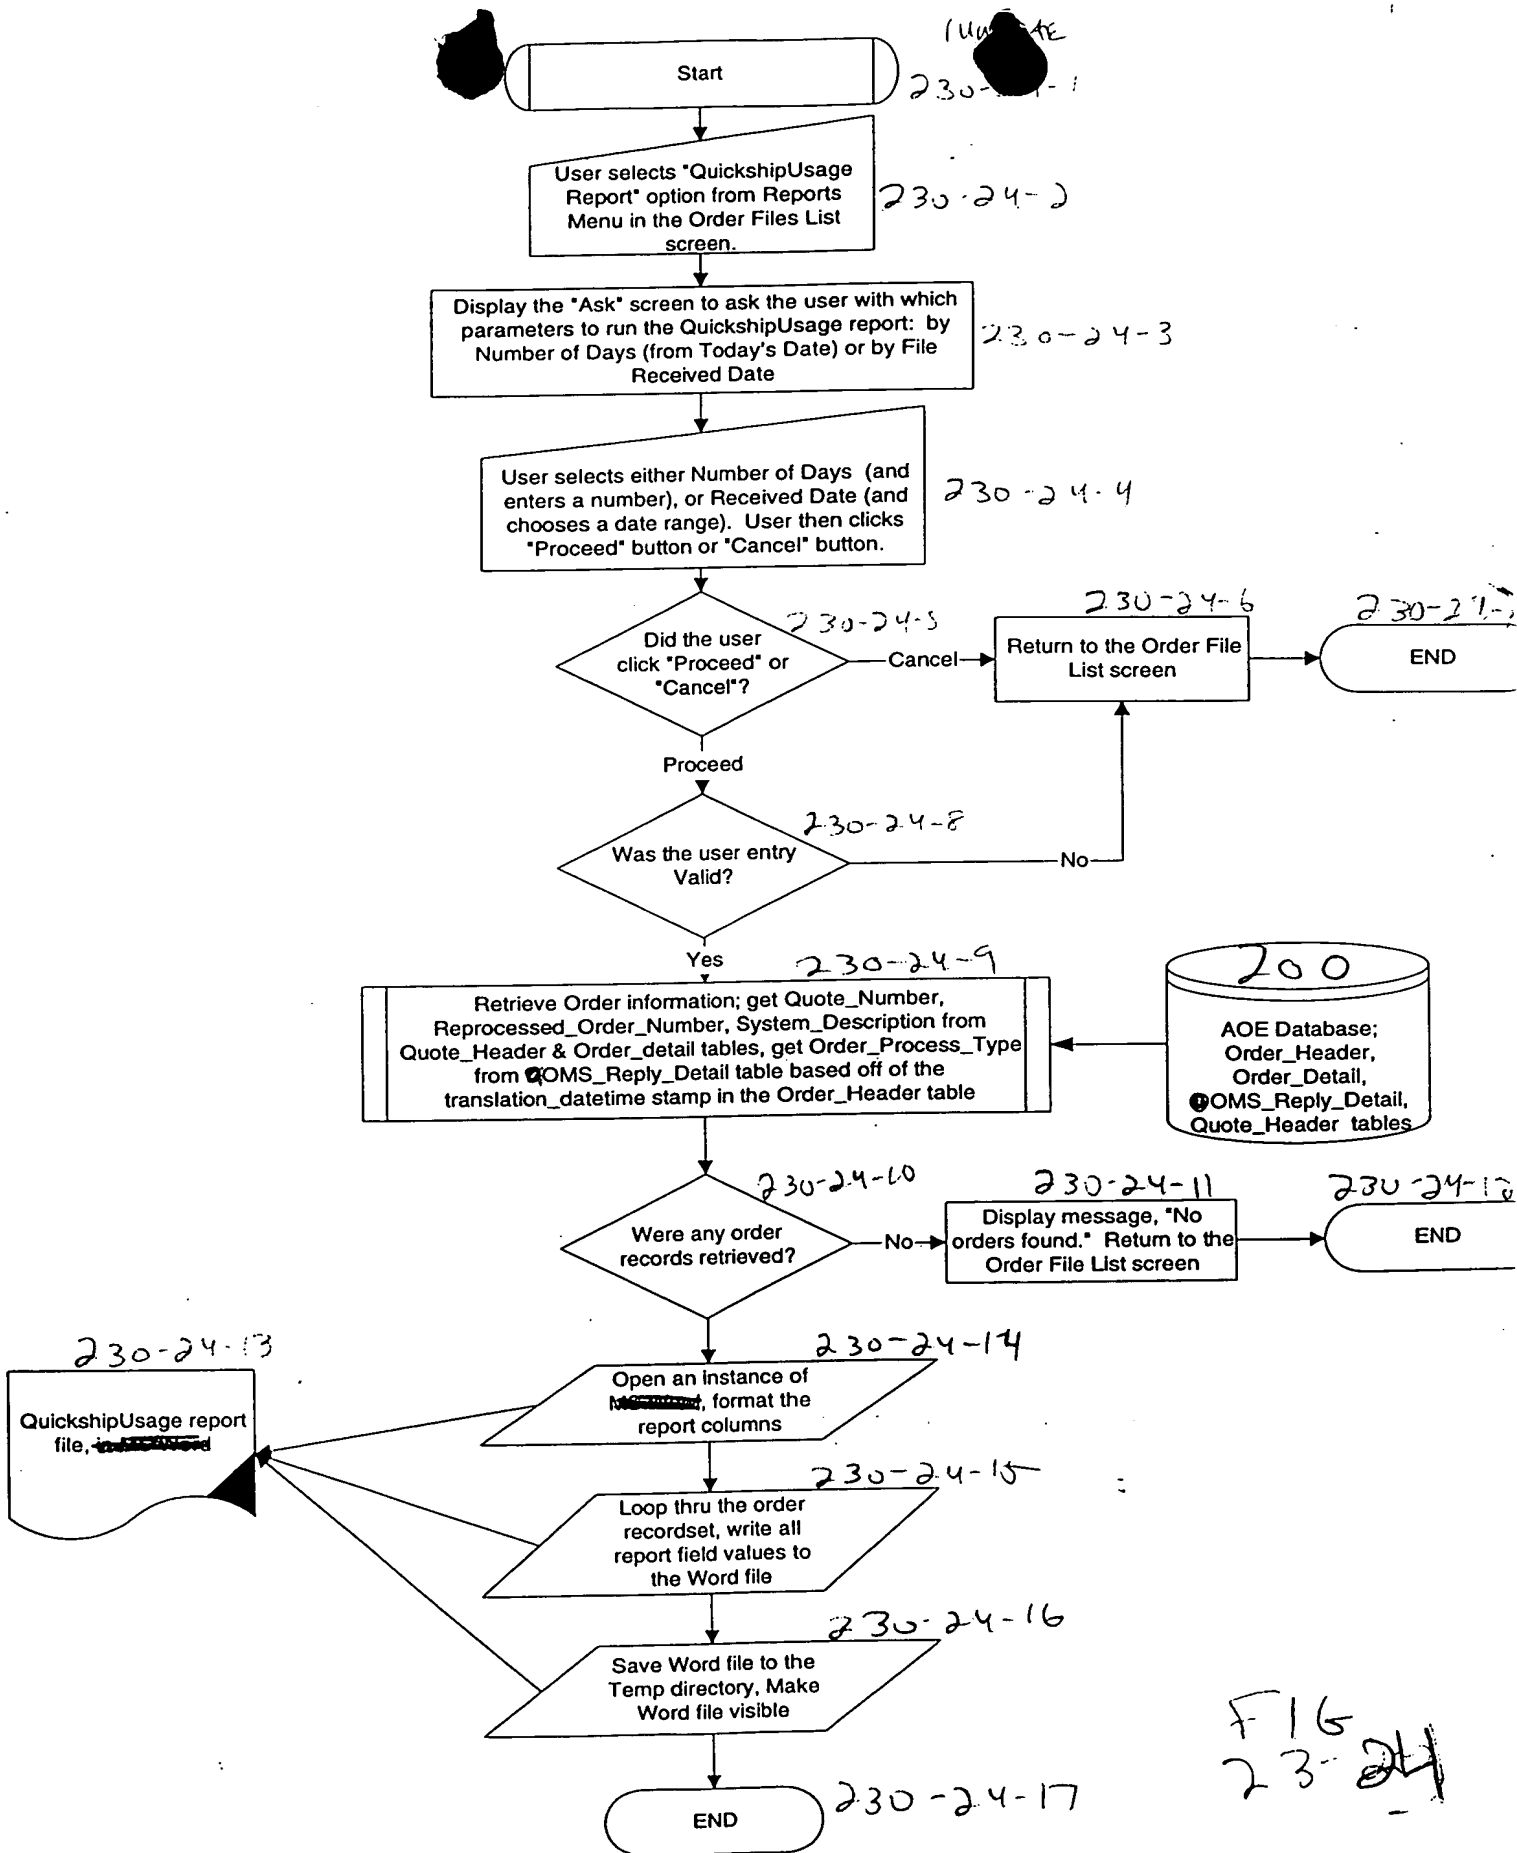 Start
User selects "QuickshipUsage
Report" option from Reports
Menu in the Order Files List
screen.
230-24-2
Display the "Ask" screen to ask the user with which
parameters to run the QuickshipUsage report: by
Number of Days (from Today's Date) or by File
Received Date
230-24-3
User selects either Number of Days (and
enters a number), or Received Date (and
chooses a date range). User then clicks
"Proceed" button or "Cancel" button.
230-24-4
Did the user
click "Proceed" or
"Cancel"?
230-24-5
Cancel
230-24-6
Return to the Order File
List screen
END
Proceed
230-24-8
Was the user entry
Valid?
No
Yes
230-24-9
Retrieve Order information; get Quote_Number,
Reprocessed_Order_Number, System_Description from
Quote_Header & Order_detail tables, get Order_Process_Type
from OMS_Reply_Detail table based off of the
translation_datetime stamp in the Order_Header table
200
AOE Database;
Order_Header,
Order_Detail,
OMS_Reply_Detail,
Quote_Header tables
230-24-10
Were any order
records retrieved?
No
230-24-11
Display message, "No
orders found." Return to the
Order File List screen
END
230-24-13
QuickshipUsage report
file,
230-24-14
Open an instance of
, format the
report columns
230-24-15
Loop thru the order
recordset, write all
report field values to
the Word file
230-24-16
Save Word file to the
Temp directory, Make
Word file visible
END
230-24-17
FIG
23-24